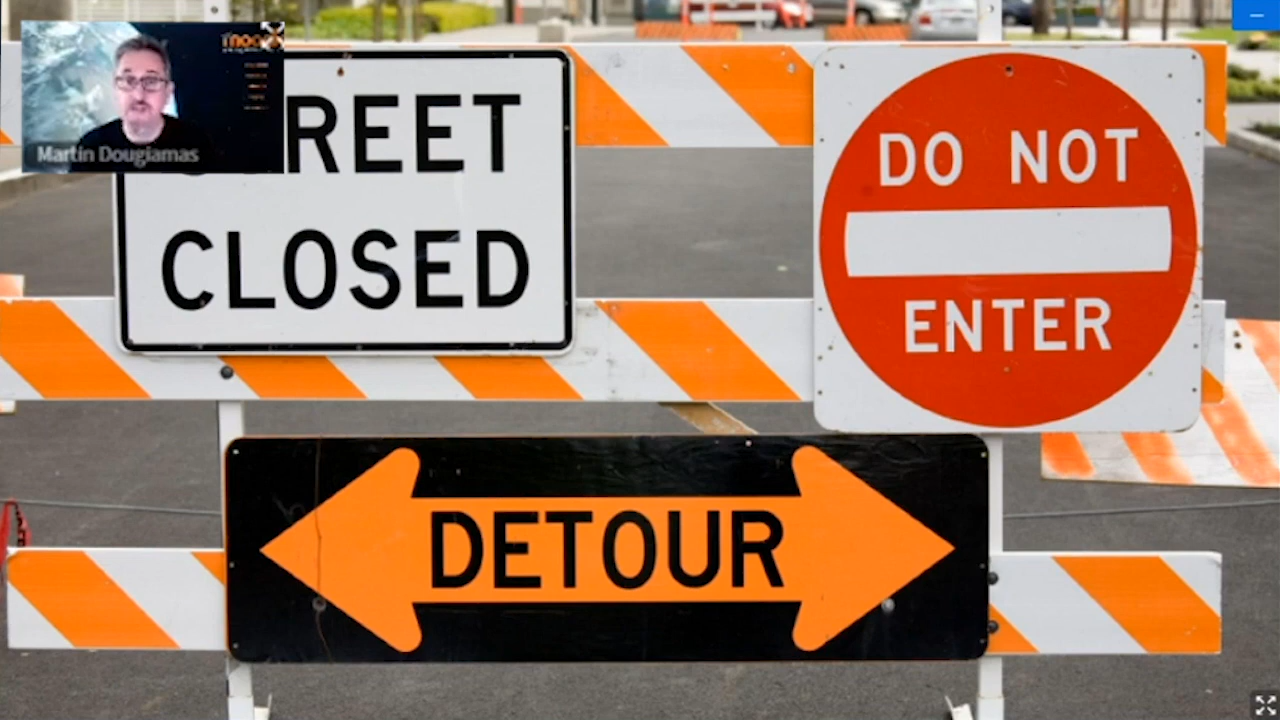 Martin Dougiamas
REET
CLOSED
DO NOT
ENTER
DETOUR